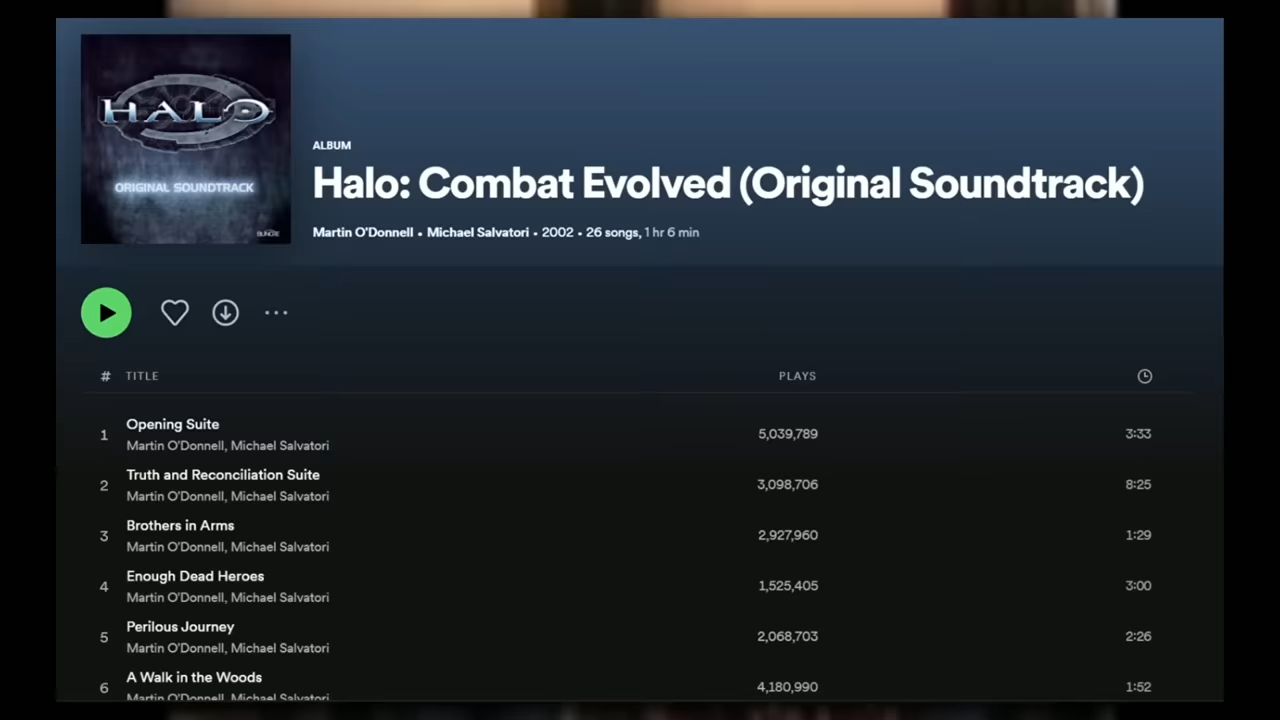 HALO
ORIGINAL SOUNDTRACK
BUNGIE
ALBUM
Halo: Combat Evolved (Original Soundtrack)
Martin O'Donnell • Michael Salvatori • 2002 • 26 songs, 1 hr 6 min
# TITLE PLAYS
1 Opening Suite 5,039,789 3:33
Martin O'Donnell, Michael Salvatori
2 Truth and Reconciliation Suite 3,098,706 8:25
Martin O'Donnell, Michael Salvatori
3 Brothers in Arms 2,927,960 1:29
Martin O'Donnell, Michael Salvatori
4 Enough Dead Heroes 1,525,405 3:00
Martin O'Donnell, Michael Salvatori
5 Perilous Journey 2,068,703 2:26
Martin O'Donnell, Michael Salvatori
6 A Walk in the Woods 4,180,990 1:52
Martin O'Donnell, Michael Salvatori